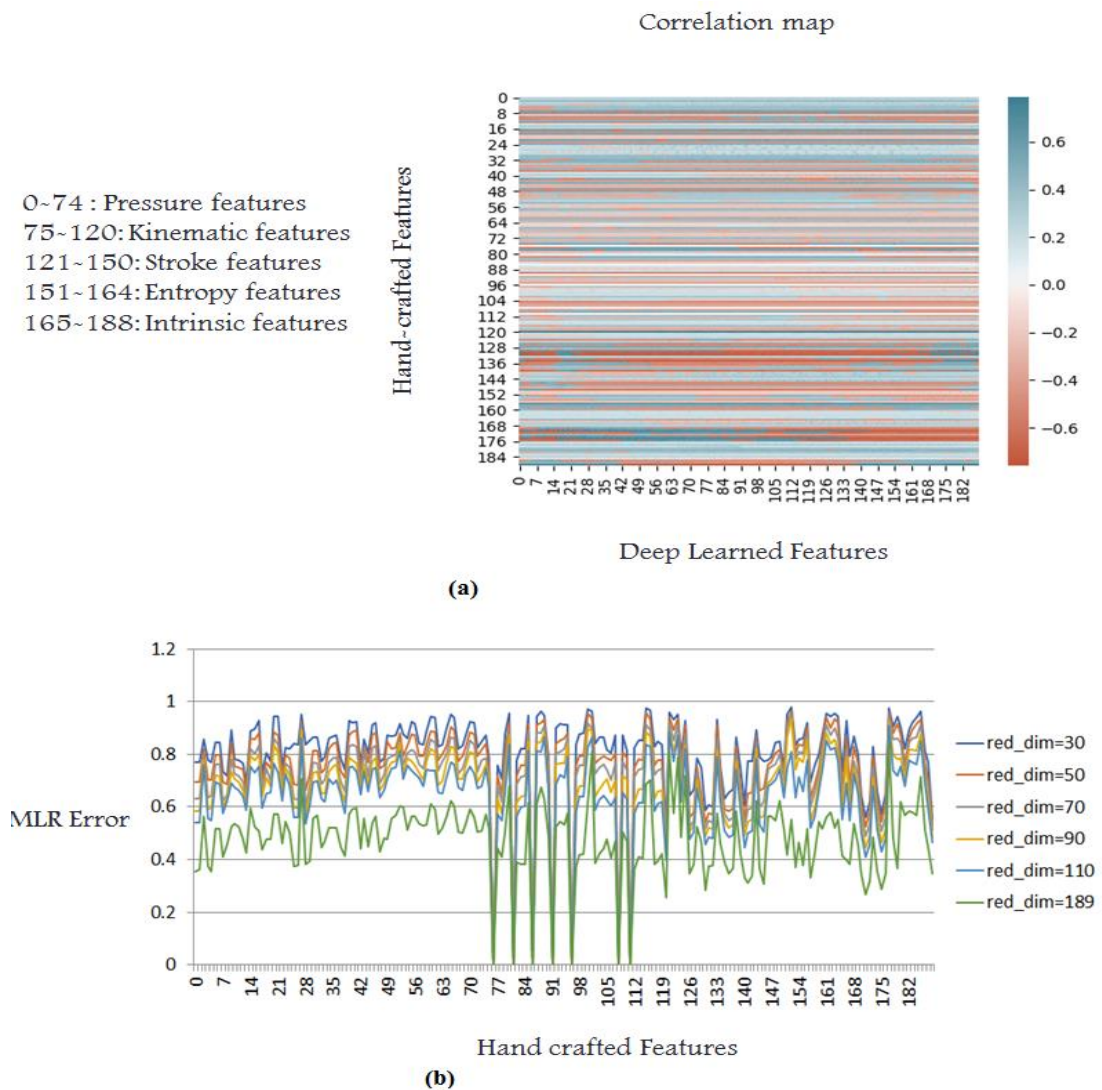 Correlation map
0~74 : Pressure features
75~120: Kinematic features
121~150: Stroke features
151~164: Entropy features
165~188: Intrinsic features
Hand-crafted Features
0
8
16
24
32
40
48
56
64
72
80
88
96
104
112
120
128
136
144
152
160
168
176
184
0 7 14 21 28 35 42 49 56 63 70 77 84 91 98 105 112 119 126 133 140 147 154 161 168 175 182
0.6
0.4
0.2
0.0
−0.2
−0.4
−0.6
Deep Learned Features
(a)
MLR Error
1.2
1
0.8
0.6
0.4
0.2
0
0 7 14 21 28 35 42 49 56 63 70 77 84 91 98 105 112 119 126 133 140 147 154 161 168 175 182
red_dim=30
red_dim=50
red_dim=70
red_dim=90
red_dim=110
red_dim=189
Hand crafted Features
(b)